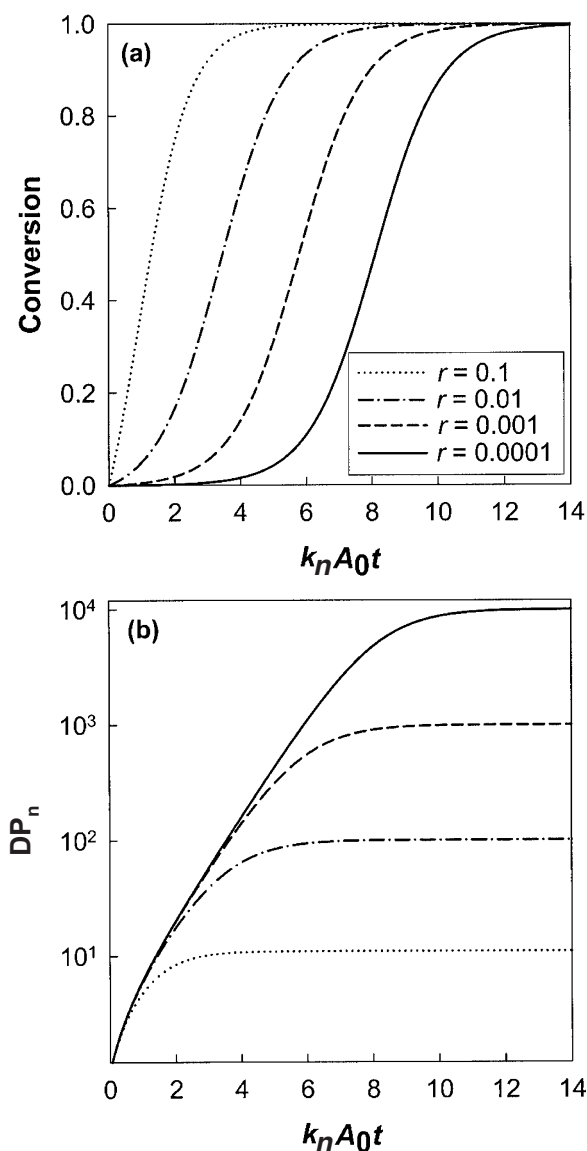 (a)
1.0
0.8
0.6
0.4
0.2
0.0
Conversion
r = 0.1
r = 0.01
r = 0.001
r = 0.0001
0 2 4 6 8 10 12 14
kₙA₀t
(b)
10⁴
10³
10²
10¹
DPₙ
0 2 4 6 8 10 12 14
kₙA₀t